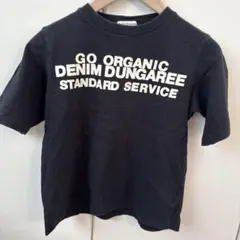 GO ORGANIC
DENIM DUNGAREE
STANDARD SERVICE